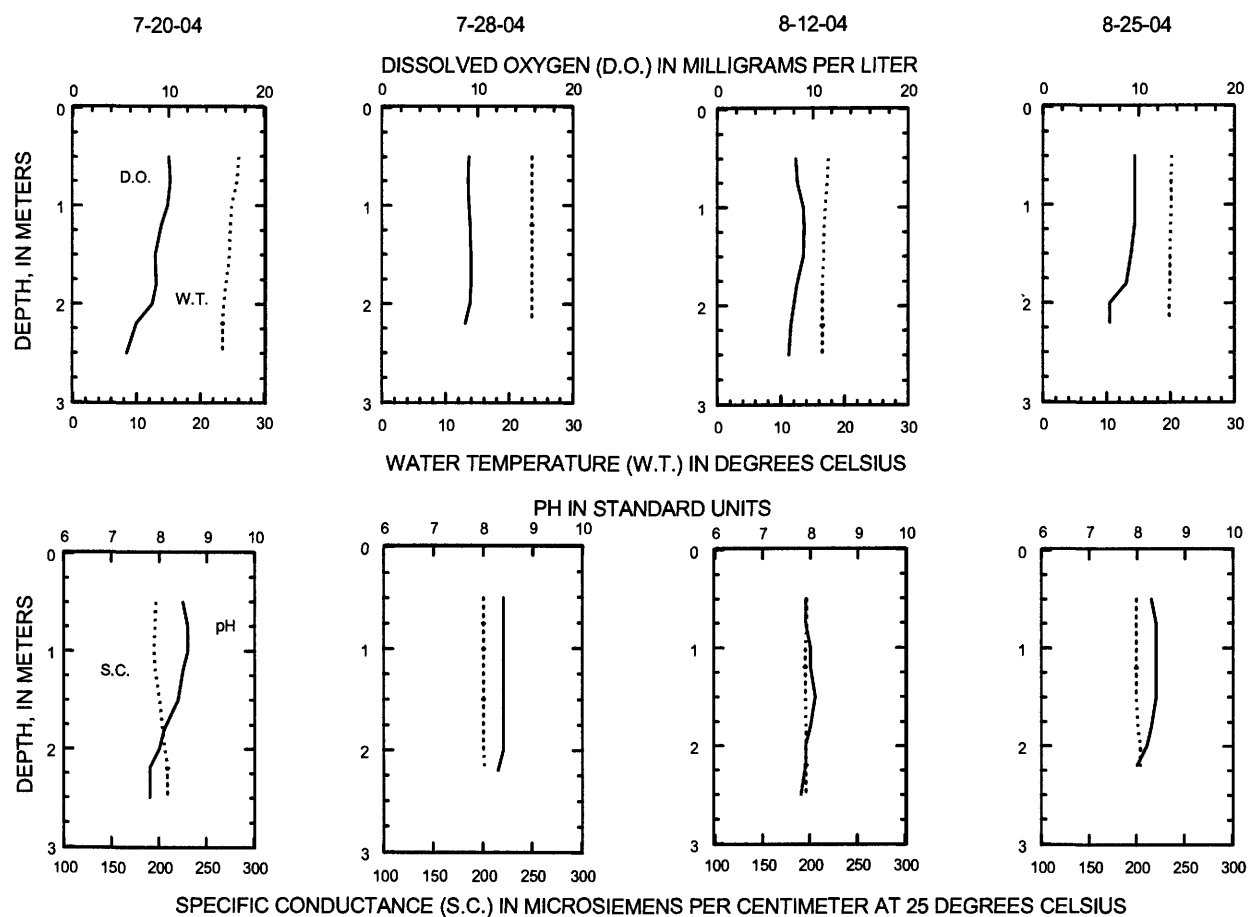 7-20-04 7-28-04 8-12-04 8-25-04
DISSOLVED OXYGEN (D.O.) IN MILLIGRAMS PER LITER
0 10 20 0 10 20 0 10 20 0 10 20
DEPTH, IN METERS
0 0 0 0
D.O.
1 1 1 1
W.T.
2 2 2 2
3 3 3 3
0 10 20 30 0 10 20 30 0 10 20 30 0 10 20 30
WATER TEMPERATURE (W.T.) IN DEGREES CELSIUS
PH IN STANDARD UNITS
6 7 8 9 10 6 7 8 9 10 6 7 8 9 10 6 7 8 9 10
DEPTH, IN METERS
0 0 0 0
pH
1 1 1 1
S.C.
2 2 2 2
3 3 3 3
100 150 200 250 300 100 150 200 250 300 100 150 200 250 300 100 150 200 250 300
SPECIFIC CONDUCTANCE (S.C.) IN MICROSIEMENS PER CENTIMETER AT 25 DEGREES CELSIUS